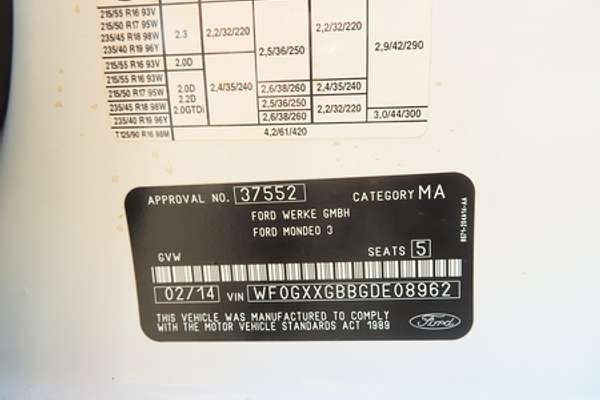 215/55 R16 93V
215/50 R17 95W
235/45 R18 98W
235/40 R19 96Y
2.3
2,2/32/220
2,2/32/220
2,5/36/250
2,9/42/290
215/55 R16 93V
2.0D
215/55 R16 93W
215/50 R17 95W
235/45 R18 98W
235/40 R19 96Y
2.0D
2.2D
2.0GTDi
2,4/35/240
2,6/38/260
2,4/35/240
2,5/36/250
2,2/32/220
2,6/38/260
3,0/44/300
T125/90 R16 98M
4,2/61/420
APPROVAL NO. 37552 CATEGORY MA
FORD WERKE GMBH
FORD MONDEO 3
GVW SEATS 5
02/14 VIN WF0GXXGBBGDE08962
THIS VEHICLE WAS MANUFACTURED TO COMPLY
WITH THE MOTOR VEHICLE STANDARDS ACT 1989
Ford